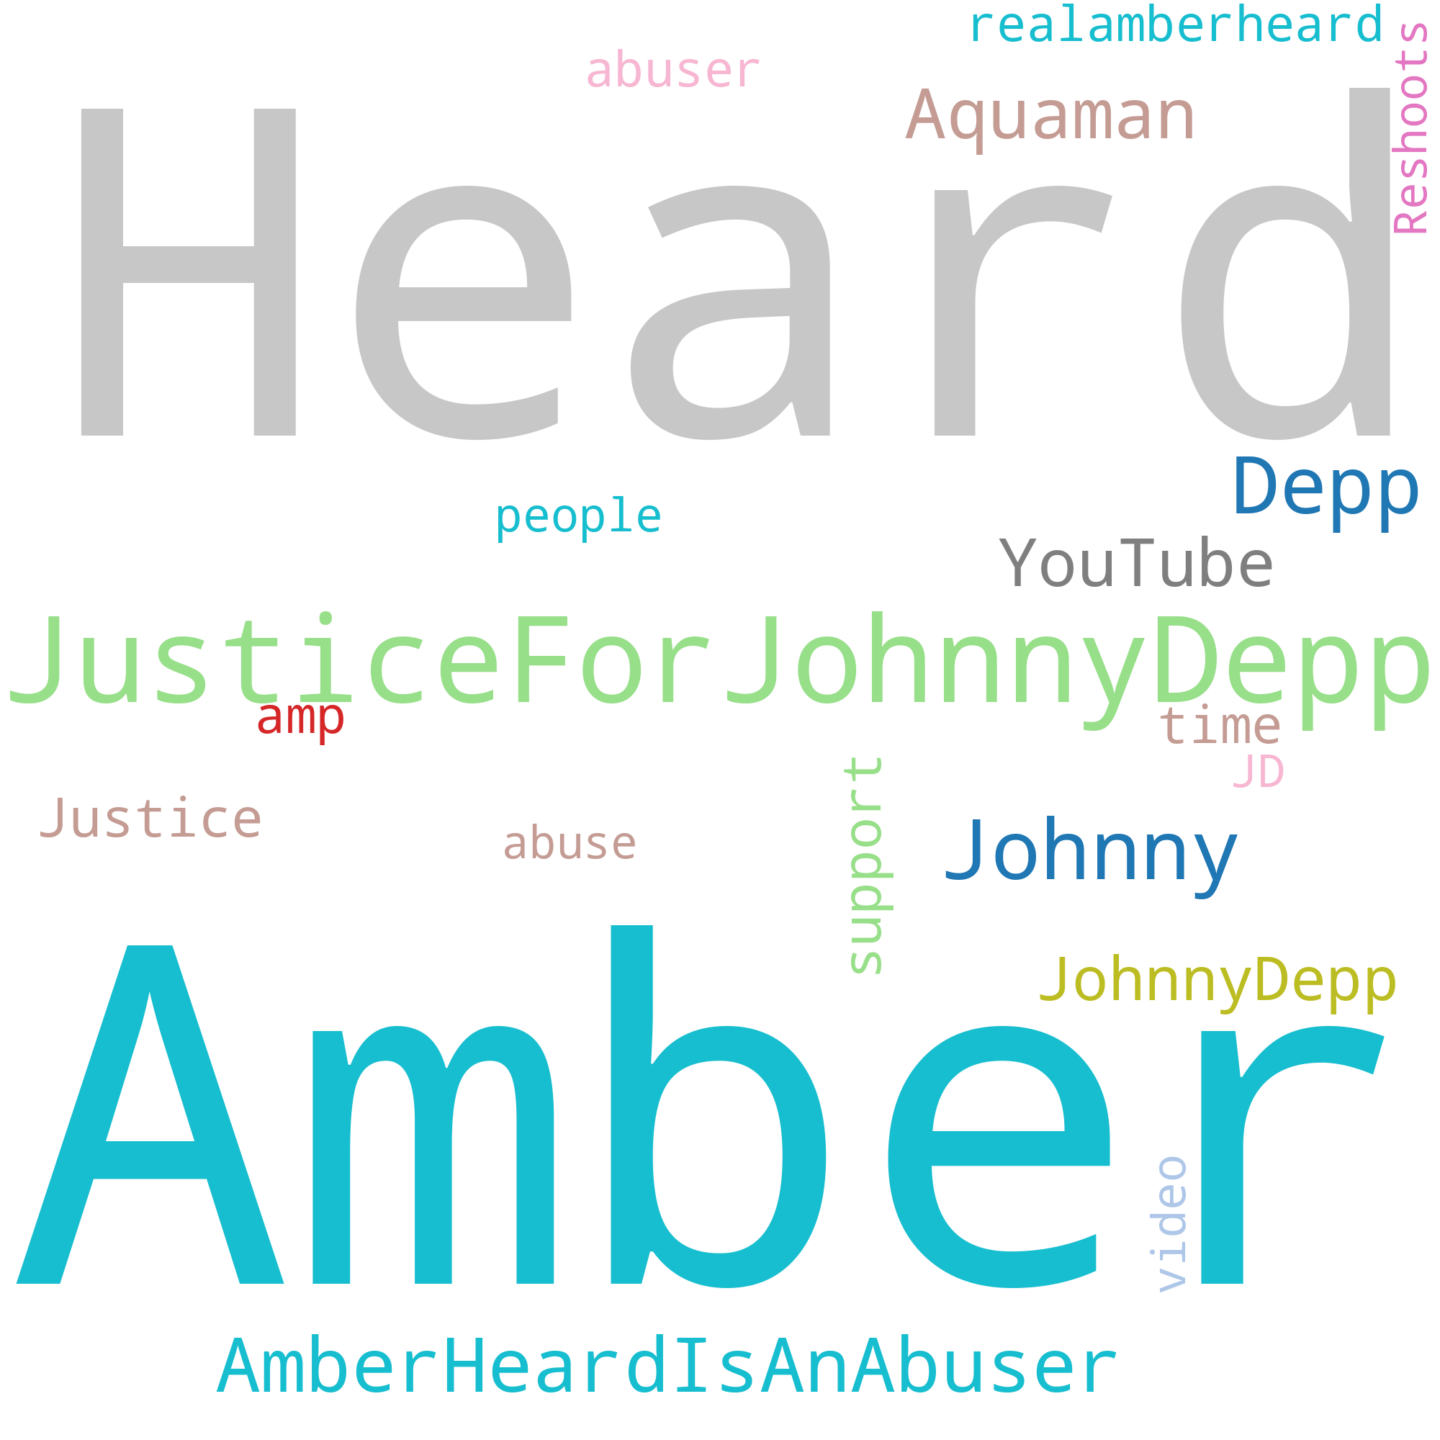 realamberheard
Reshoots
abuser
Aquaman
Heard
Depp
people
YouTube
JusticeForJohnnyDepp
amp
time
JD
support
Justice
abuse
Johnny
JohnnyDepp
Amber
video
AmberHeardIsAnAbuser